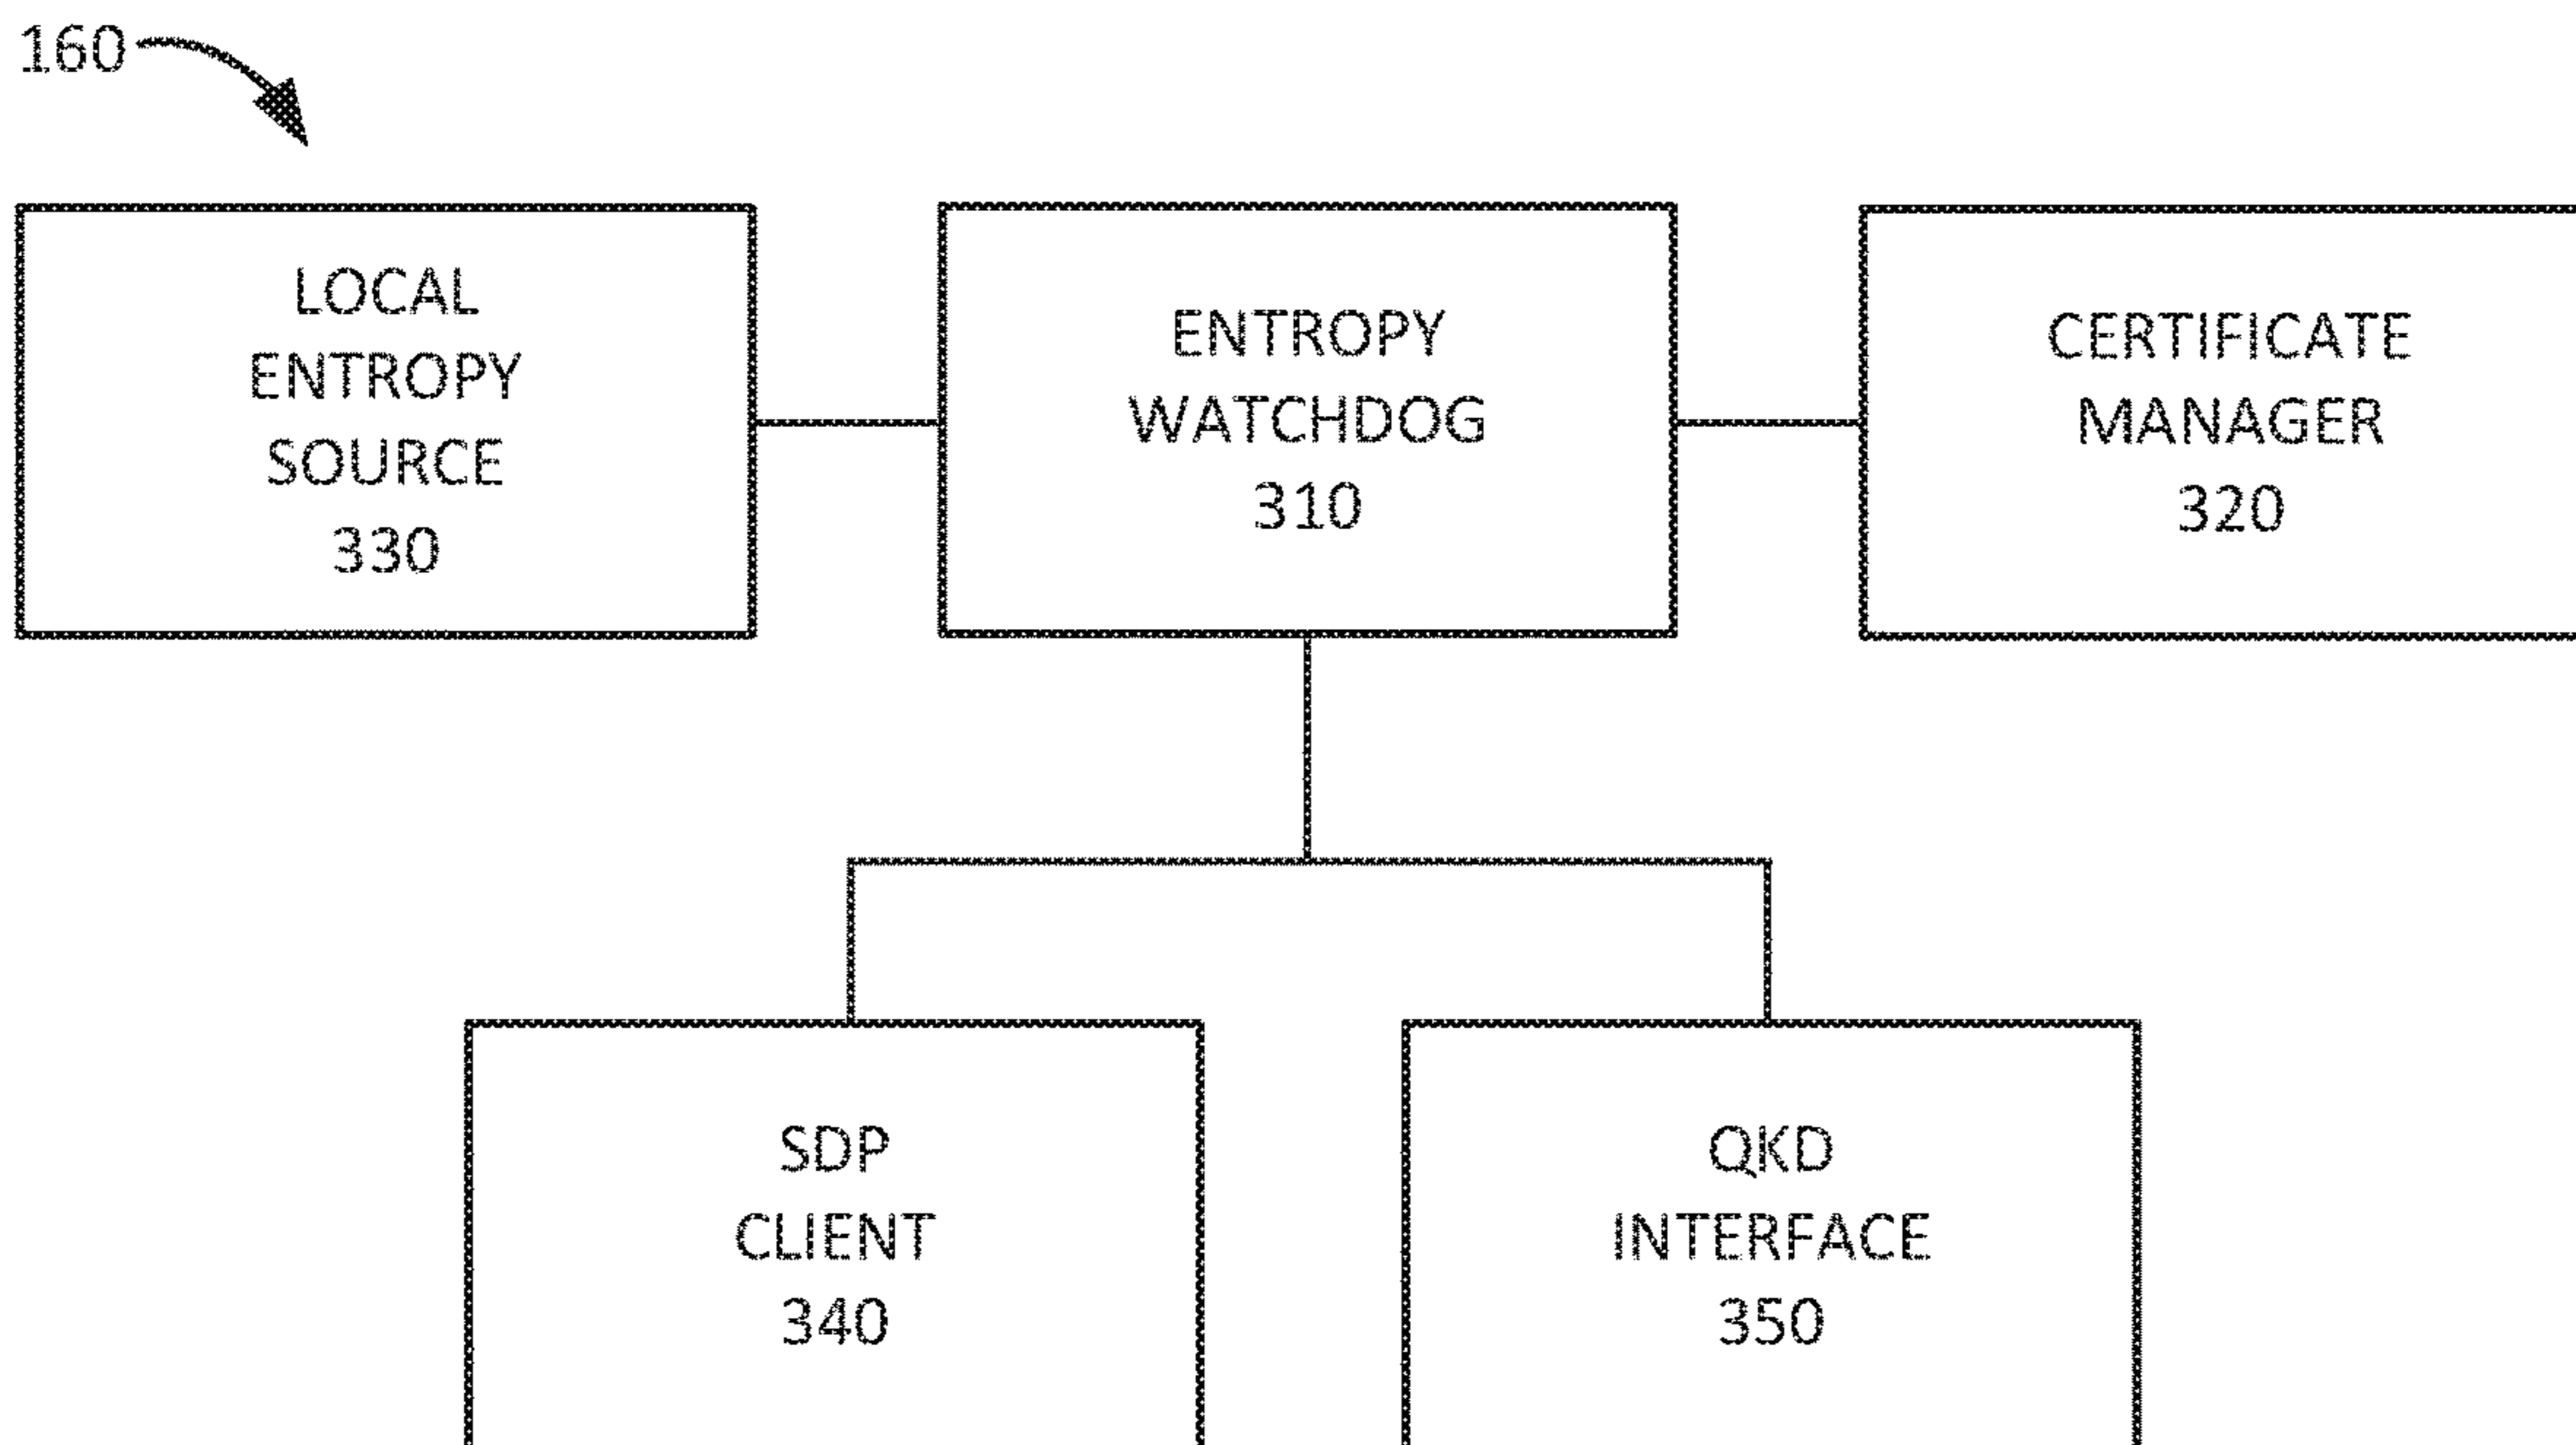 160
LOCAL
ENTROPY
SOURCE
330
ENTROPY
WATCHDOG
310
CERTIFICATE
MANAGER
320
SDP
CLIENT
340
QKD
INTERFACE
350